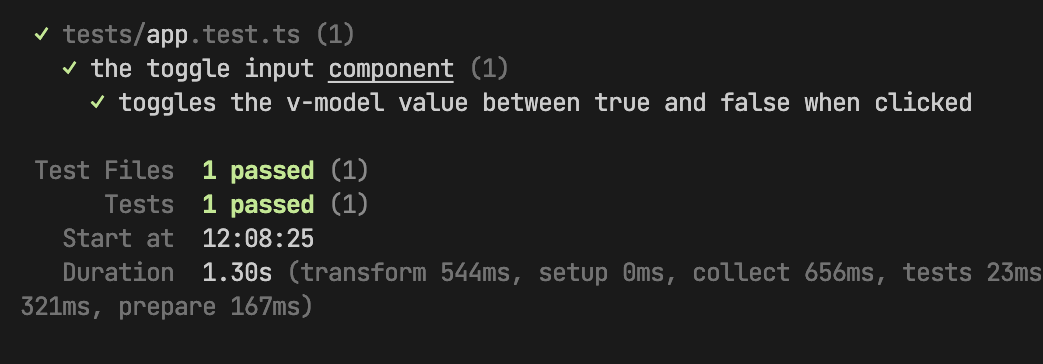 ✓ tests/app.test.ts (1)
✓ the toggle input component (1)
✓ toggles the v-model value between true and false when clicked
Test Files 1 passed (1)
Tests 1 passed (1)
Start at 12:08:25
Duration 1.30s (transform 544ms, setup 0ms, collect 656ms, tests 23ms
321ms, prepare 167ms)